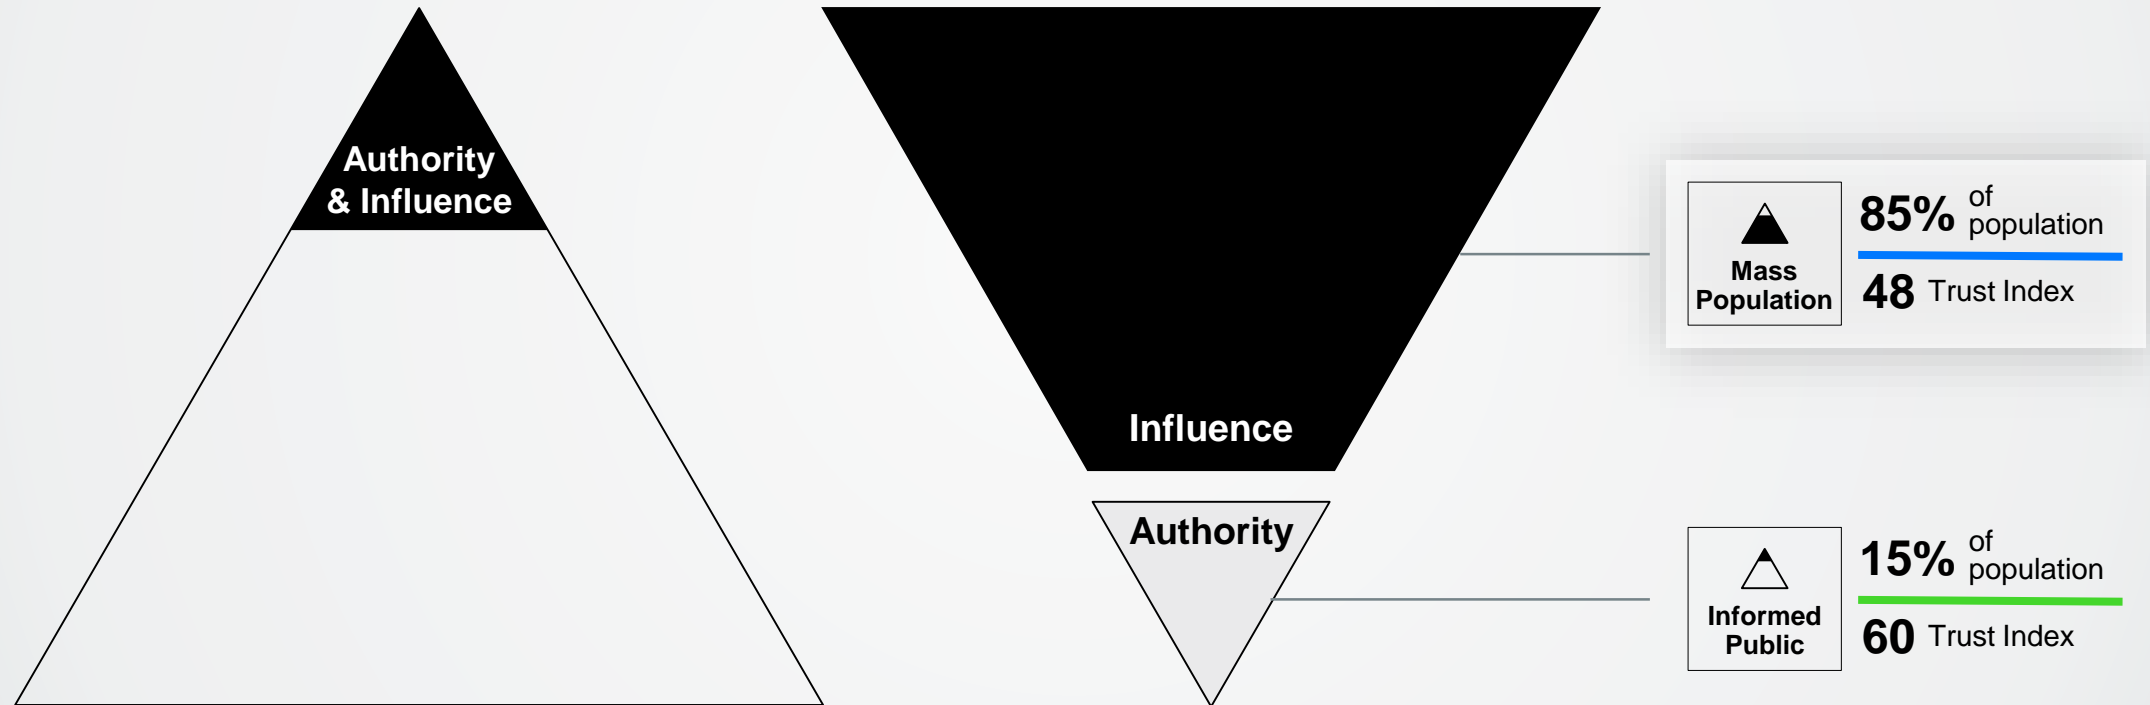 Authority
& Influence
Influence
Authority
Mass
Population
85% of
population
48 Trust Index
Informed
Public
15% of
population
60 Trust Index